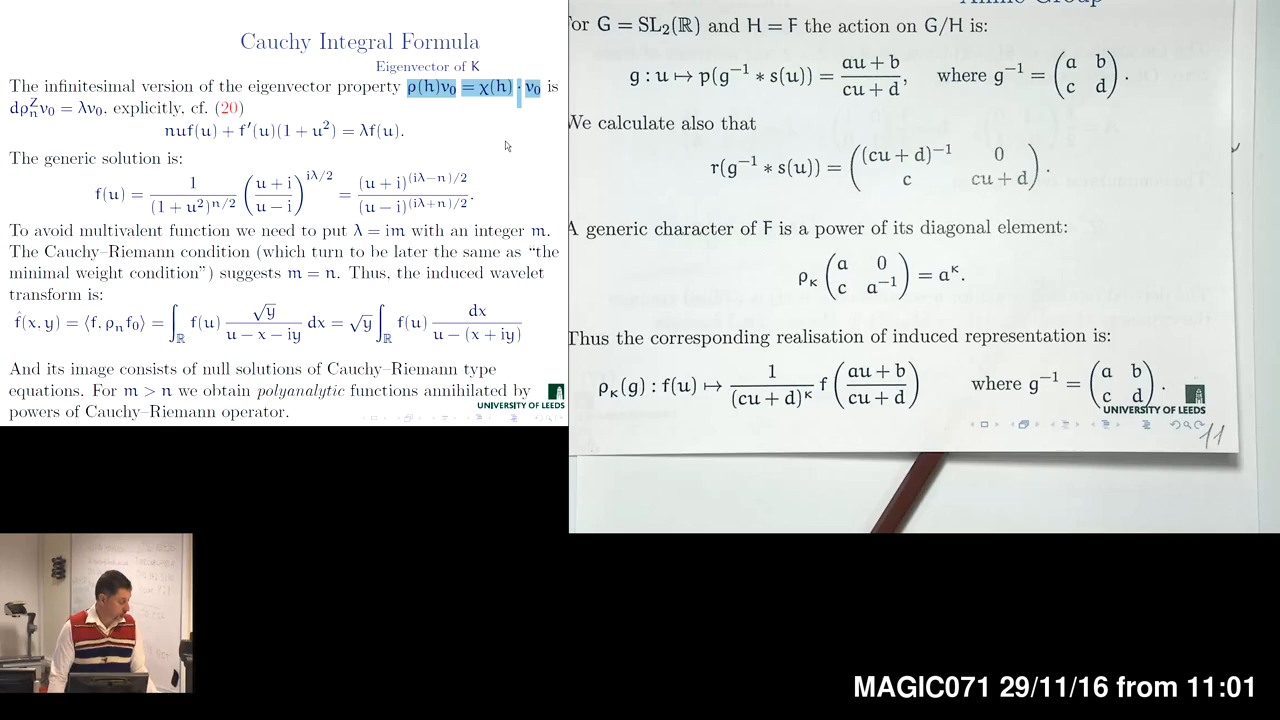 Cauchy Integral Formula
Eigenvector of K
The infinitesimal version of the eigenvector property ρ(h)v₀ = χ(h) · v₀ is
dρₙᶻv₀ = λv₀, explicitly, cf. (20)
nuf(u) + f′(u)(1 + u²) = λf(u).
The generic solution is:
f(u) = 1/(1 + u²)^{n/2} ((u + i)/(u − i))^{iλ/2} = (u + i)^{(iλ−n)/2}/(u − i)^{(iλ+n)/2}.
To avoid multivalent function we need to put λ = im with an integer m.
The Cauchy–Riemann condition (which turn to be later the same as “the
minimal weight condition”) suggests m = n. Thus, the induced wavelet
transform is:
f̂(x, y) = ⟨f, ρₙf₀⟩ = ∫_ℝ f(u) √y/(u − x − iy) dx = √y ∫_ℝ f(u) dx/(u − (x + iy))
And its image consists of null solutions of Cauchy–Riemann type
equations. For m > n we obtain polyanalytic functions annihilated by
powers of Cauchy–Riemann operator.
UNIVERSITY OF LEEDS
or G = SL₂(ℝ) and H = F the action on G/H is:
g : u ↦ p(g⁻¹ ∗ s(u)) = (au + b)/(cu + d), where g⁻¹ = (a b; c d).
We calculate also that
r(g⁻¹ ∗ s(u)) = ((cu + d)⁻¹ 0; c cu + d).
A generic character of F is a power of its diagonal element:
ρ_κ (a 0; c a⁻¹) = a^κ.
Thus the corresponding realisation of induced representation is:
ρ_κ(g) : f(u) ↦ 1/(cu + d)^κ f((au + b)/(cu + d)) where g⁻¹ = (a b; c d).
UNIVERSITY OF LEEDS
11
MAGIC071 29/11/16 from 11:01